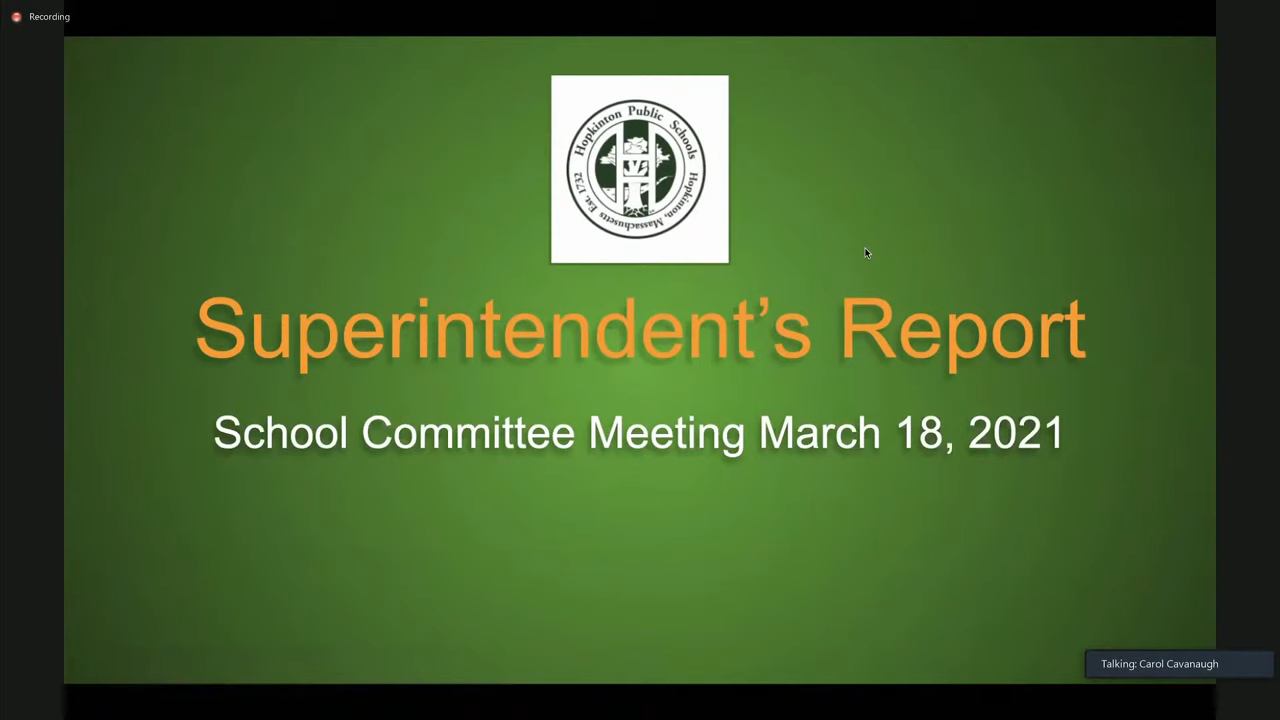 Recording
Hopkinton Public Schools
Hopkinton, Massachusetts Est. 1732
H
Superintendent’s Report
School Committee Meeting March 18, 2021
Talking: Carol Cavanaugh